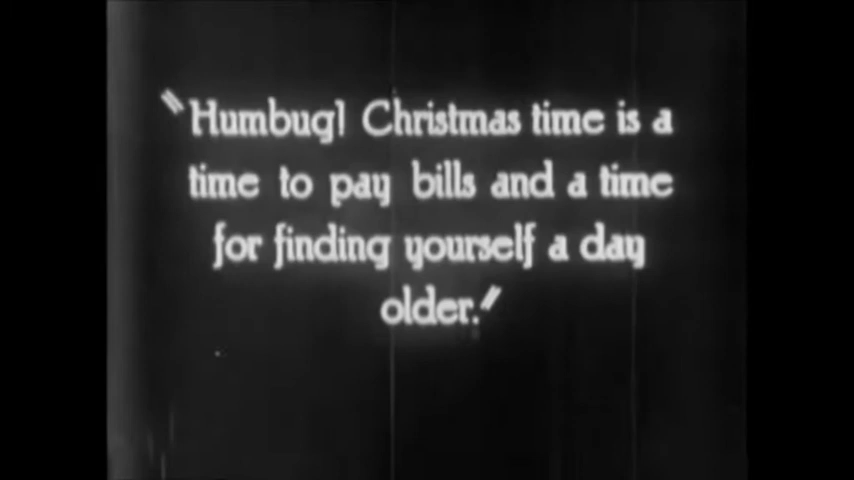 "Humbug! Christmas time is a
time to pay bills and a time
for finding yourself a day
older."